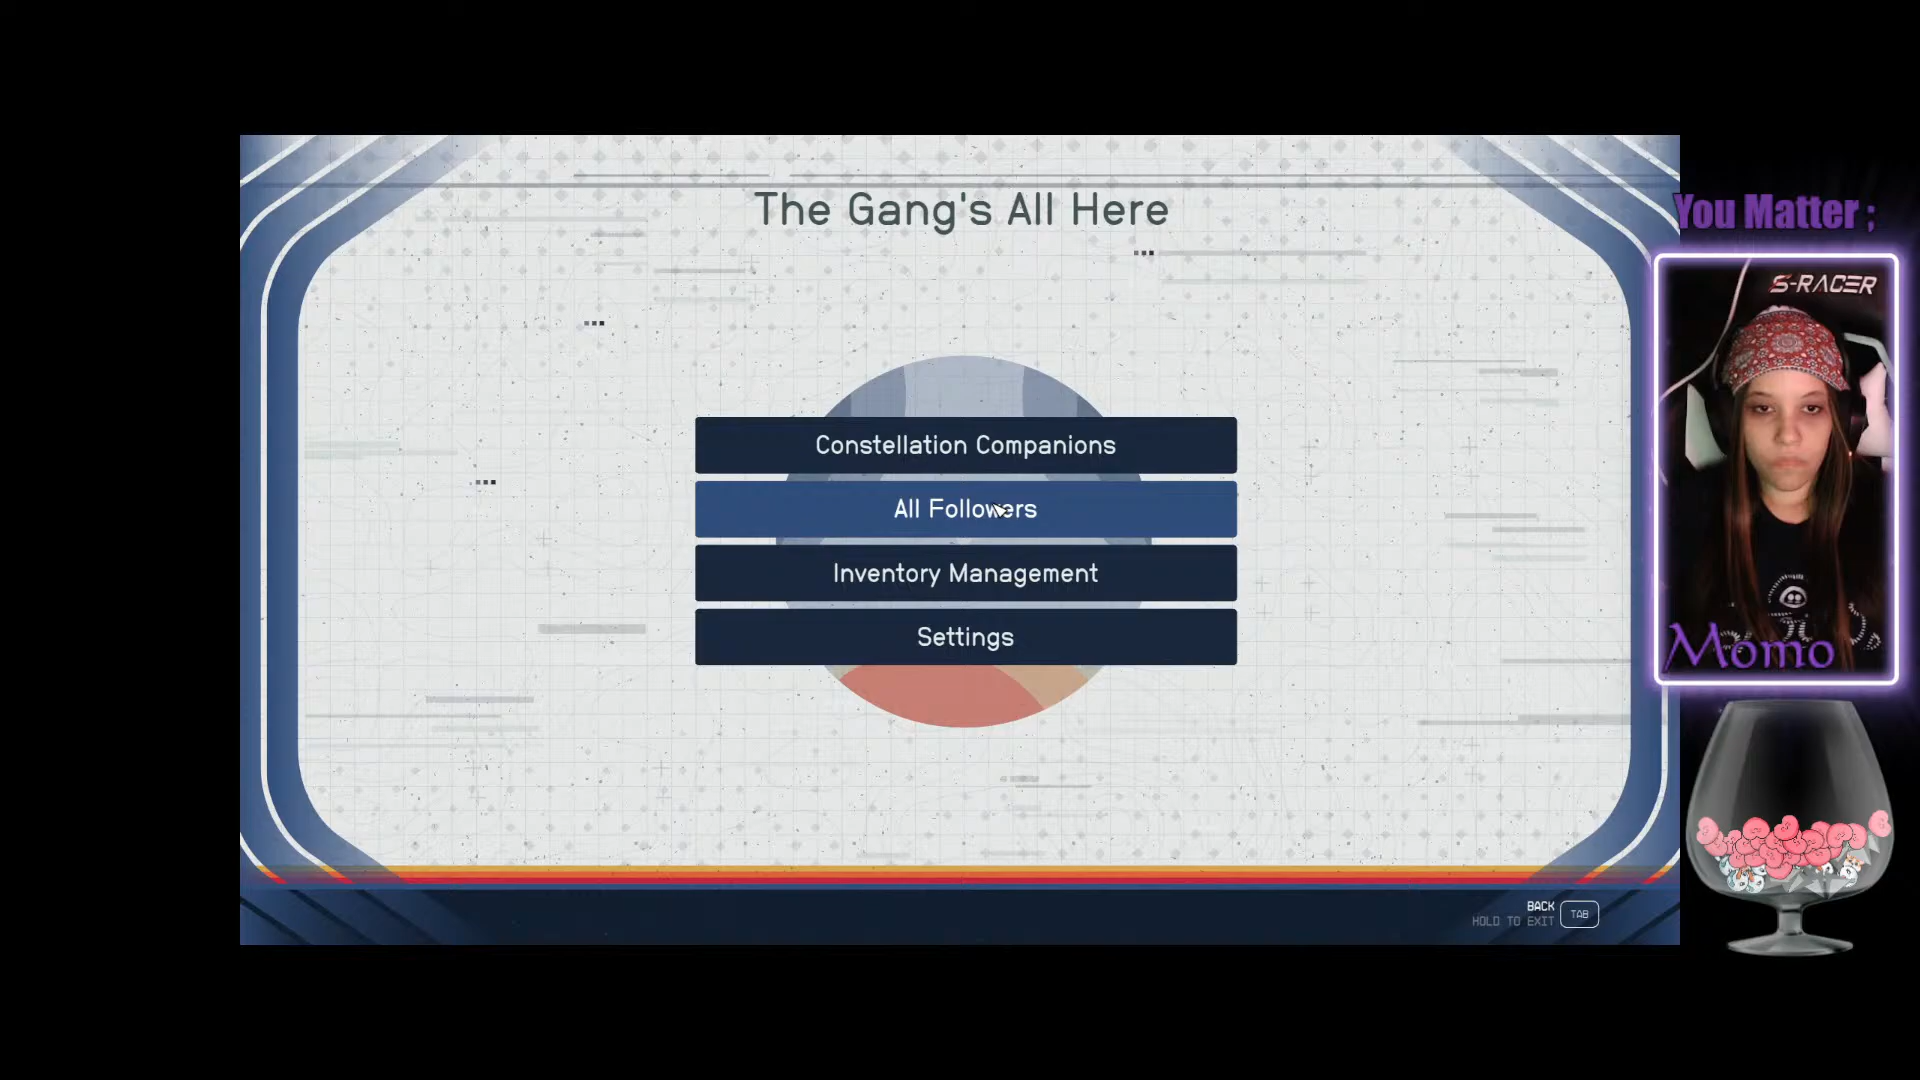 The Gang's All Here
You Matter ;
S-RACER
Constellation Companions
All Followers
Inventory Management
Settings
Momo
BACK
HOLD TO EXIT
TAB